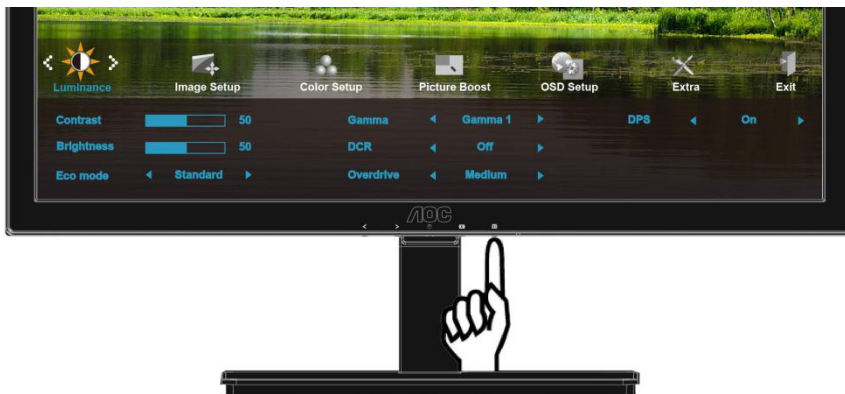 Luminance Image Setup Color Setup Picture Boost OSD Setup Extra Exit
Contrast 50 Gamma Gamma 1 DPS On
Brightness 50 DCR Off
Eco mode Standard Overdrive Medium
AOC